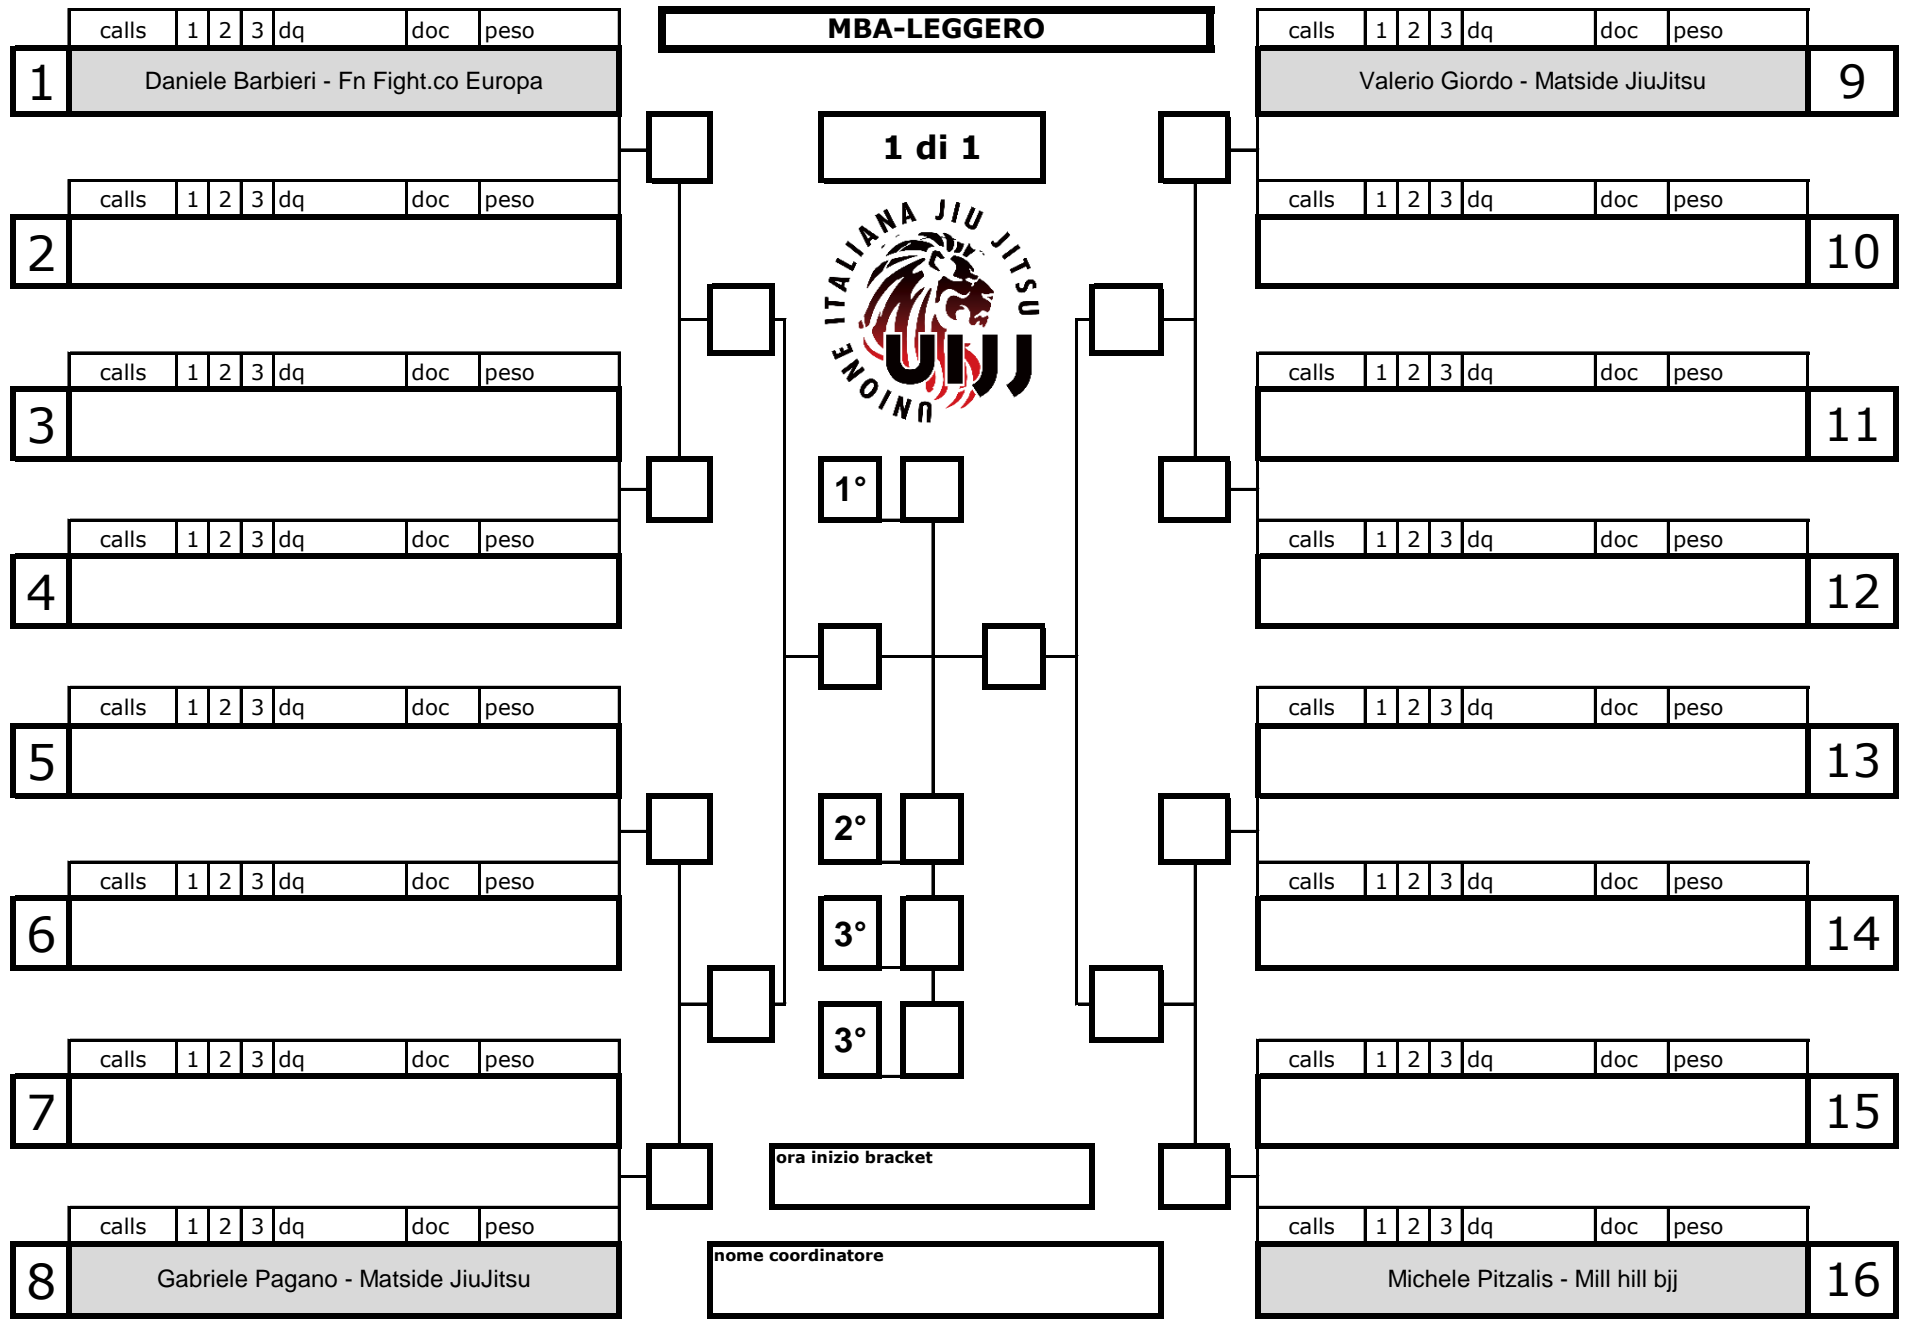 calls 1 2 3 dq doc peso
1 Daniele Barbieri - Fn Fight.co Europa
calls 1 2 3 dq doc peso
2
calls 1 2 3 dq doc peso
3
calls 1 2 3 dq doc peso
4
calls 1 2 3 dq doc peso
5
calls 1 2 3 dq doc peso
6
calls 1 2 3 dq doc peso
7
calls 1 2 3 dq doc peso
8 Gabriele Pagano - Matside JiuJitsu
MBA-LEGGERO
1 di 1
UNIONE ITALIANA JIU JITSU
UIJJ
1°
2°
3°
3°
ora inizio bracket
nome coordinatore
calls 1 2 3 dq doc peso
Valerio Giordo - Matside JiuJitsu 9
calls 1 2 3 dq doc peso
10
calls 1 2 3 dq doc peso
11
calls 1 2 3 dq doc peso
12
calls 1 2 3 dq doc peso
13
calls 1 2 3 dq doc peso
14
calls 1 2 3 dq doc peso
15
calls 1 2 3 dq doc peso
Michele Pitzalis - Mill hill bjj 16